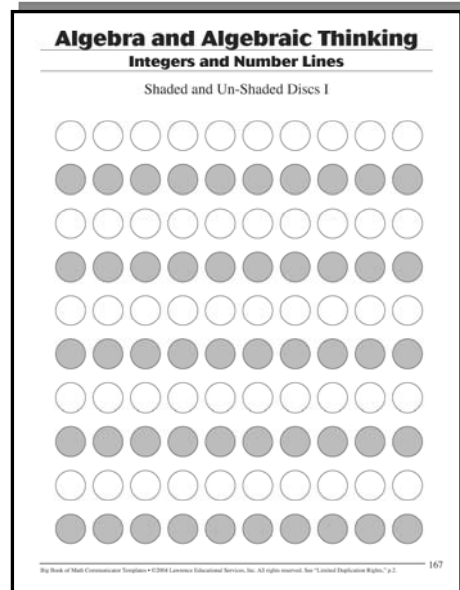 Algebra and Algebraic Thinking
Integers and Number Lines
Shaded and Un-Shaded Discs I
167
Big Book of Math Communicator Templates • ©2004 Lawrence Educational Services, Inc. All rights reserved. See "Limited Duplication Rights," p.2.